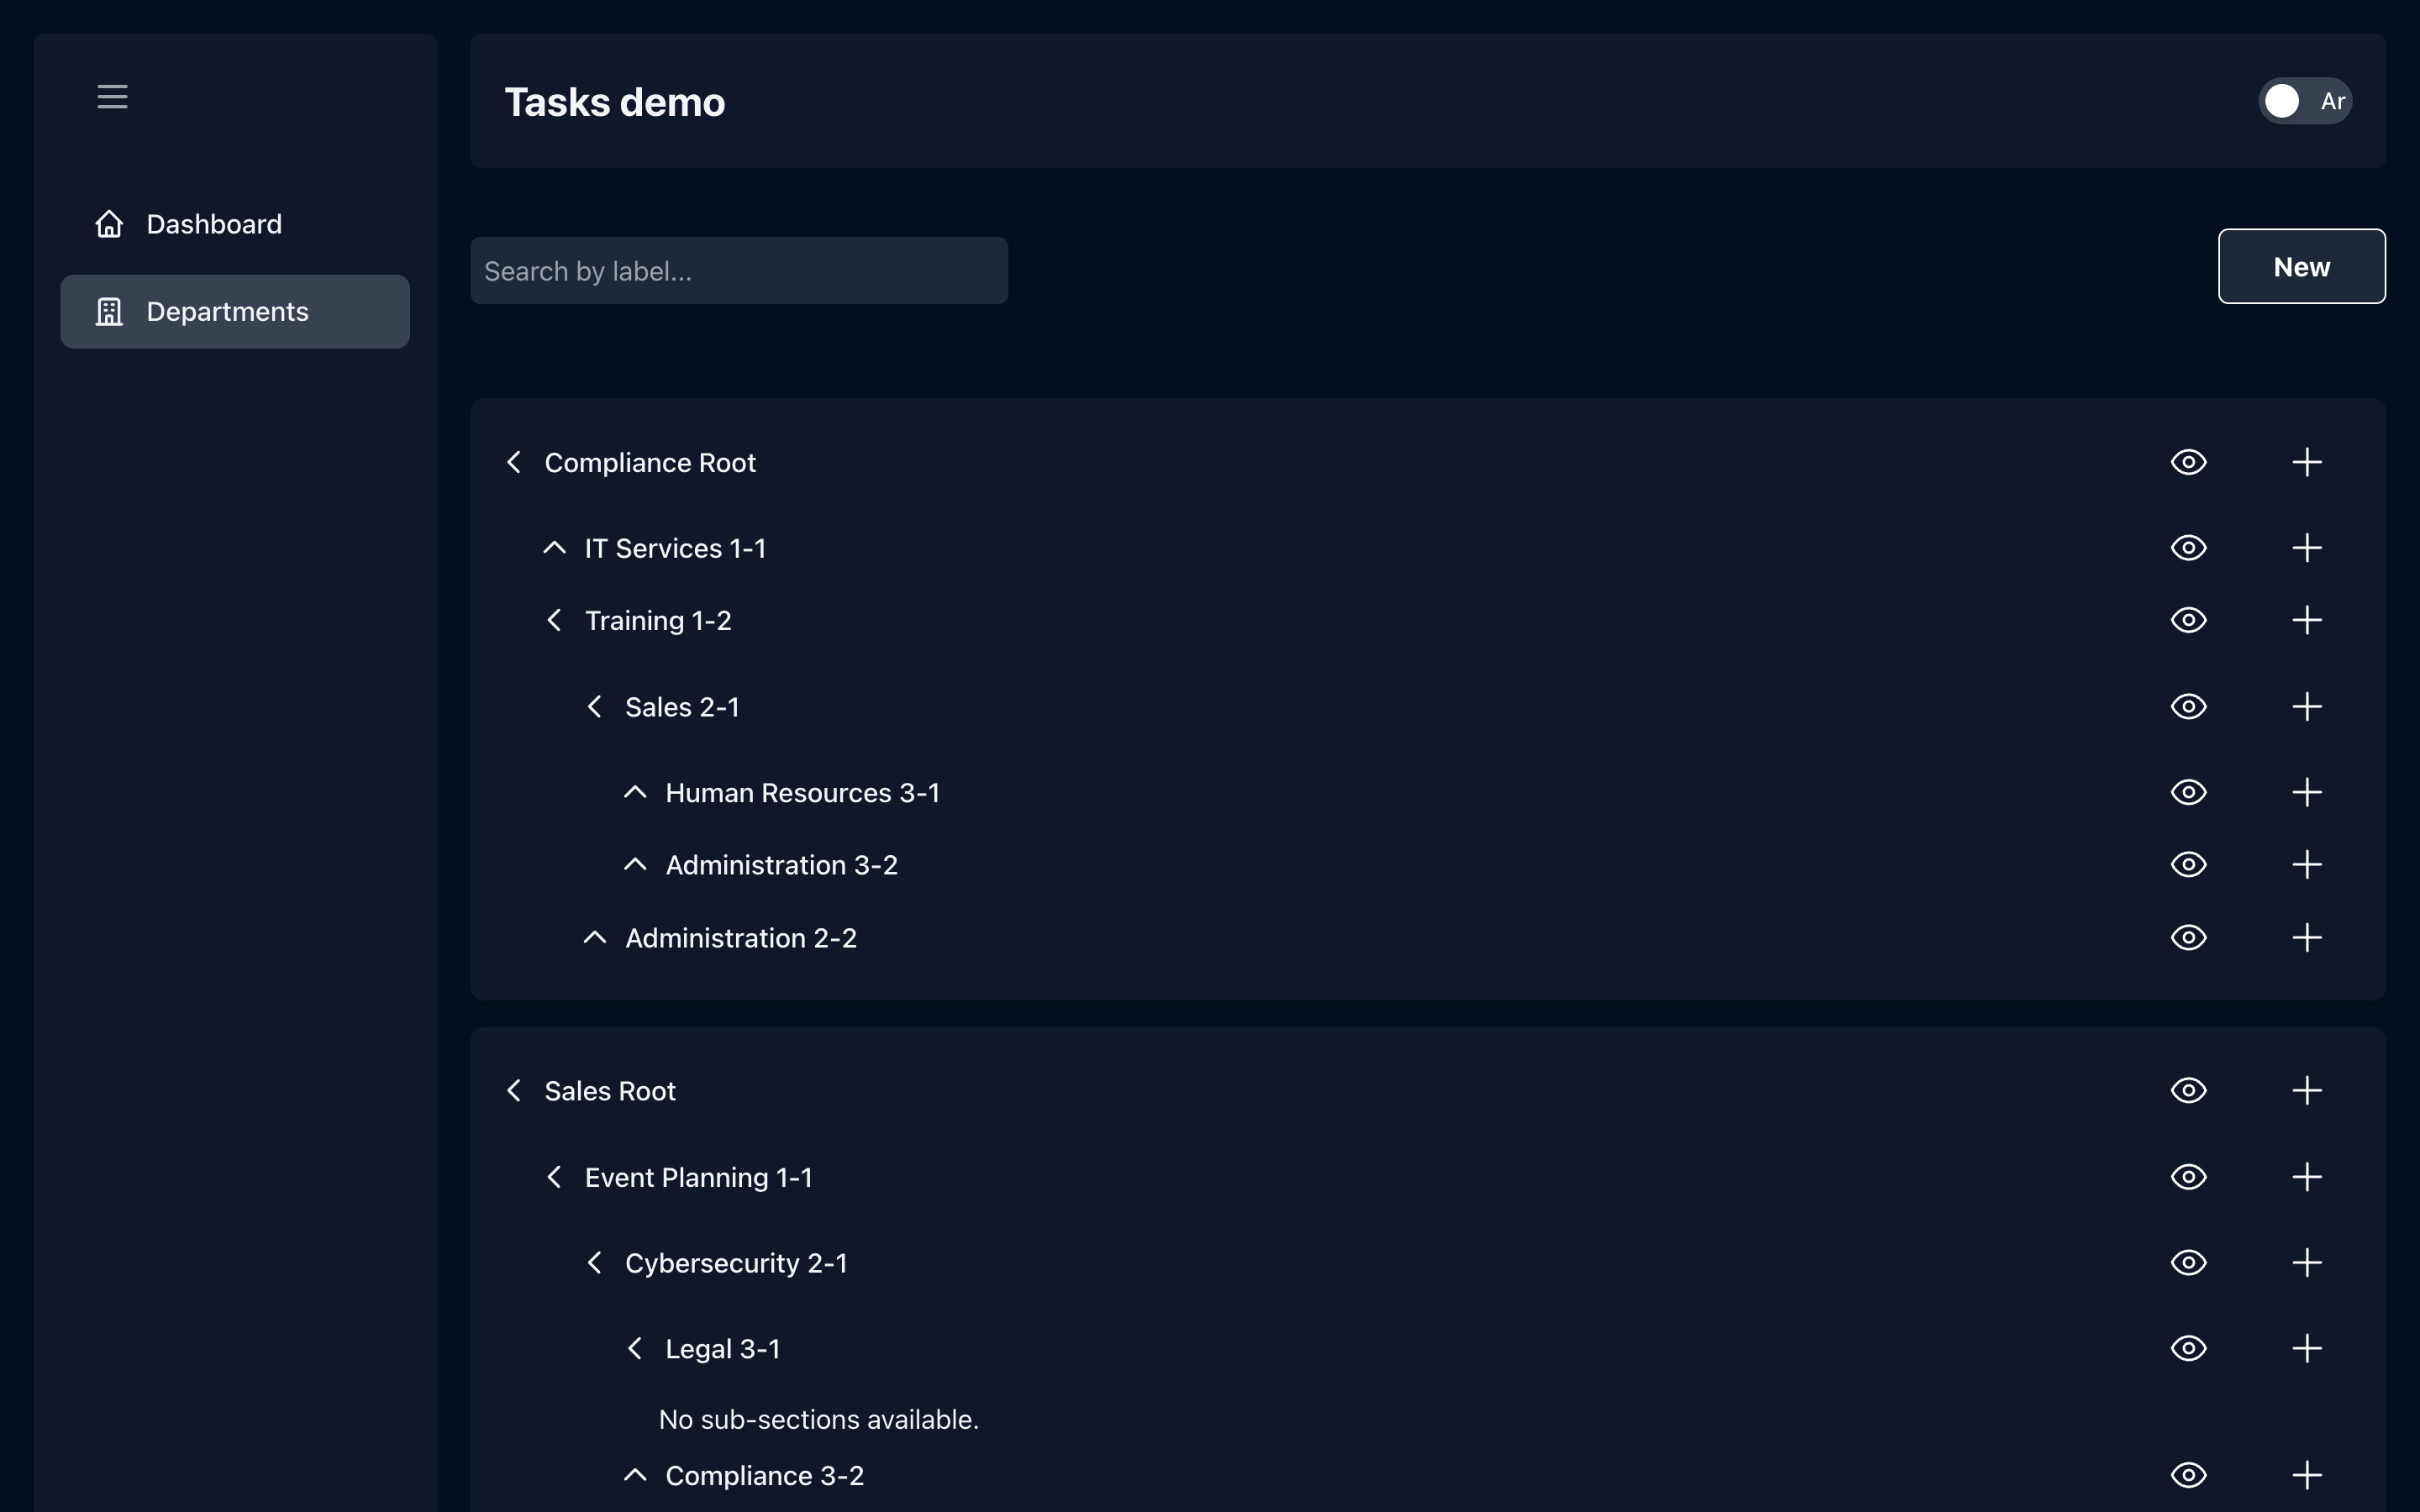 Tasks demo
Ar
Dashboard
Departments
Search by label...
New
Compliance Root
IT Services 1-1
Training 1-2
Sales 2-1
Human Resources 3-1
Administration 3-2
Administration 2-2
Sales Root
Event Planning 1-1
Cybersecurity 2-1
Legal 3-1
No sub-sections available.
Compliance 3-2